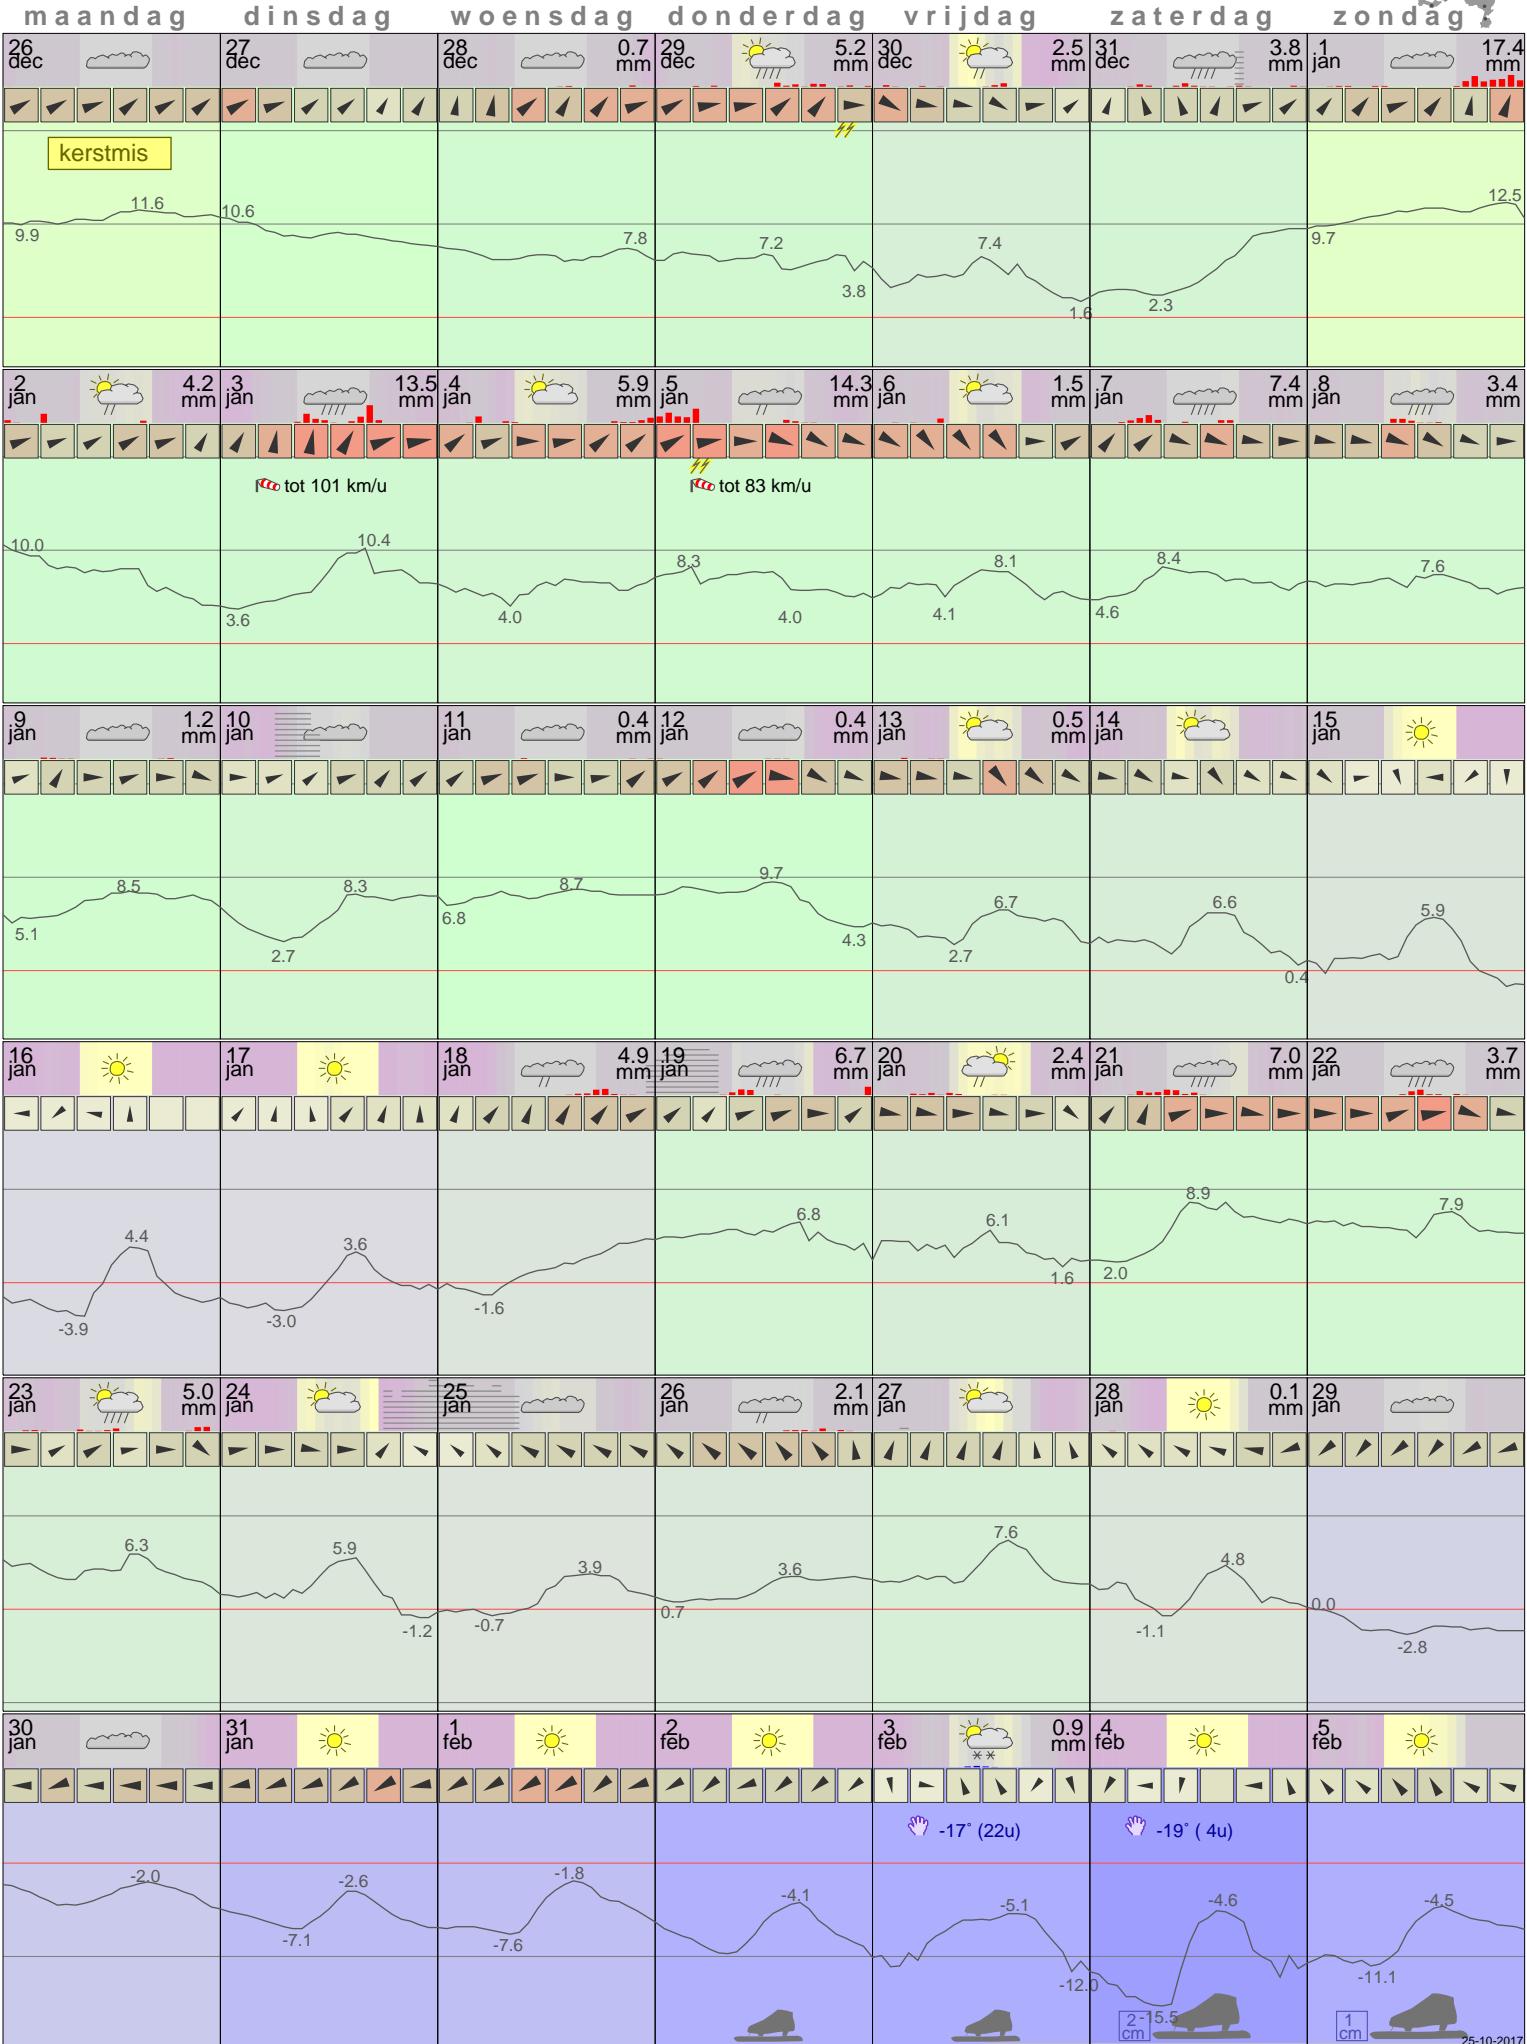 maandag dinsdag woensdag donderdag vrijdag zaterdag zondag
26 dec 27 dec 28 dec 0.7 mm 29 dec 5.2 mm 30 dec 2.5 mm 31 dec 3.8 mm 1 jan 17.4 mm
kerstmis
9.9 11.6 10.6 7.8 7.2 3.8 7.4 1.6 2.3 9.7 12.5
2 jan 4.2 mm 3 jan 13.5 mm 4 jan 5.9 mm 5 jan 14.3 mm 6 jan 1.5 mm 7 jan 7.4 mm 8 jan 3.4 mm
tot 101 km/u tot 83 km/u
10.0 3.6 10.4 4.0 8.3 4.0 4.1 8.1 4.6 8.4 7.6
9 jan 1.2 mm 10 jan 11 jan 0.4 mm 12 jan 0.4 mm 13 jan 0.5 mm 14 jan 15 jan
5.1 8.5 2.7 8.3 6.8 8.7 9.7 4.3 2.7 6.7 6.6 0.4 5.9
16 jan 17 jan 18 jan 4.9 mm 19 jan 6.7 mm 20 jan 2.4 mm 21 jan 7.0 mm 22 jan 3.7 mm
-3.9 4.4 -3.0 3.6 -1.6 6.8 6.1 1.6 2.0 8.9 7.9
23 jan 5.0 mm 24 jan 25 jan 26 jan 2.1 mm 27 jan 28 jan 0.1 mm 29 jan
6.3 5.9 -1.2 -0.7 3.9 0.7 3.6 7.6 -1.1 4.8 0.0 -2.8
30 jan 31 jan 1 feb 2 feb 3 feb 0.9 mm 4 feb 5 feb
-17° (22u) -19° ( 4u)
-2.0 -7.1 -2.6 -7.6 -1.8 -4.1 -5.1 -12.0 -15.5 -4.6 -11.1 -4.5
2 cm 1 cm
25-10-2017